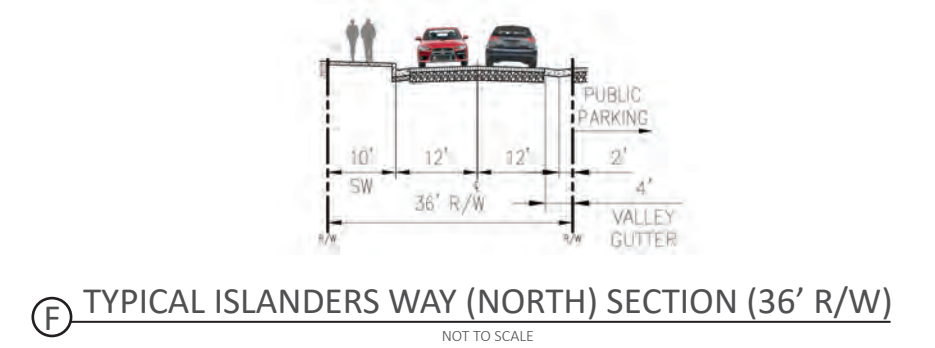 PUBLIC
PARKING
10' 12' 12' 2'
SW ℄ 4'
36' R/W
VALLEY
R/W R/W GUTTER
F TYPICAL ISLANDERS WAY (NORTH) SECTION (36' R/W)
NOT TO SCALE